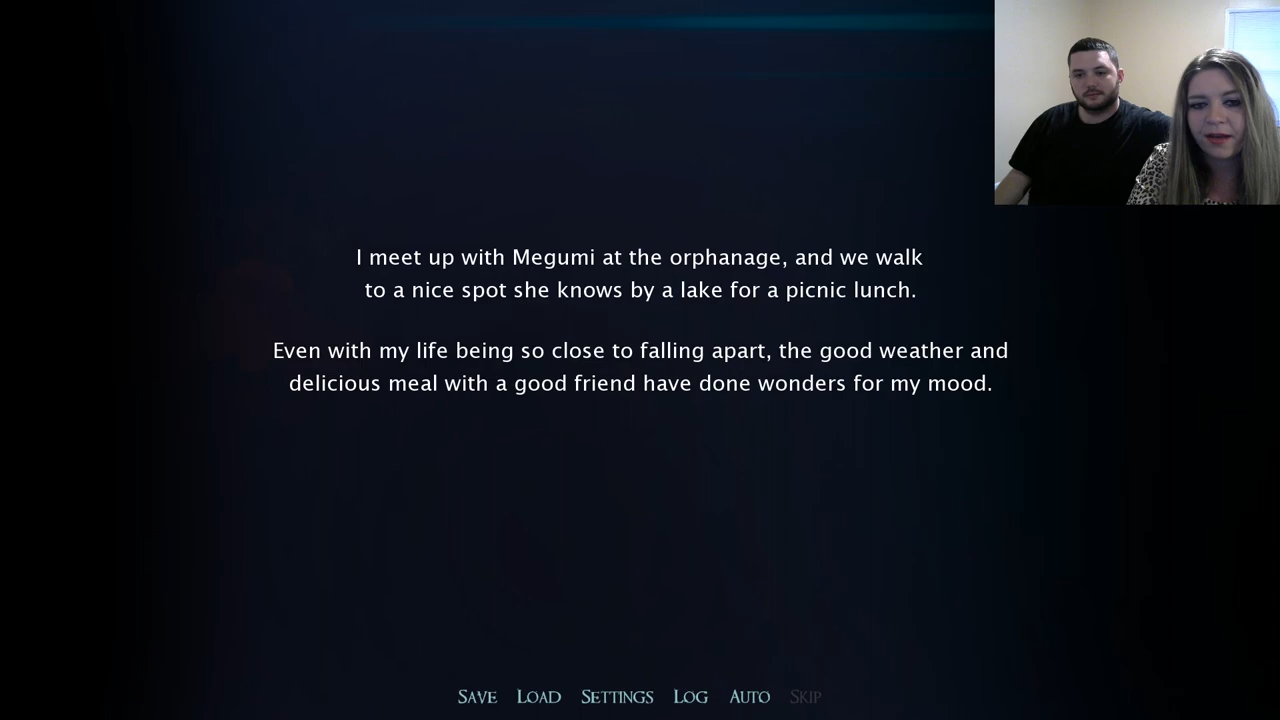 I meet up with Megumi at the orphanage, and we walk
to a nice spot she knows by a lake for a picnic lunch.
Even with my life being so close to falling apart, the good weather and
delicious meal with a good friend have done wonders for my mood.
SAVE LOAD SETTINGS LOG AUTO SKIP